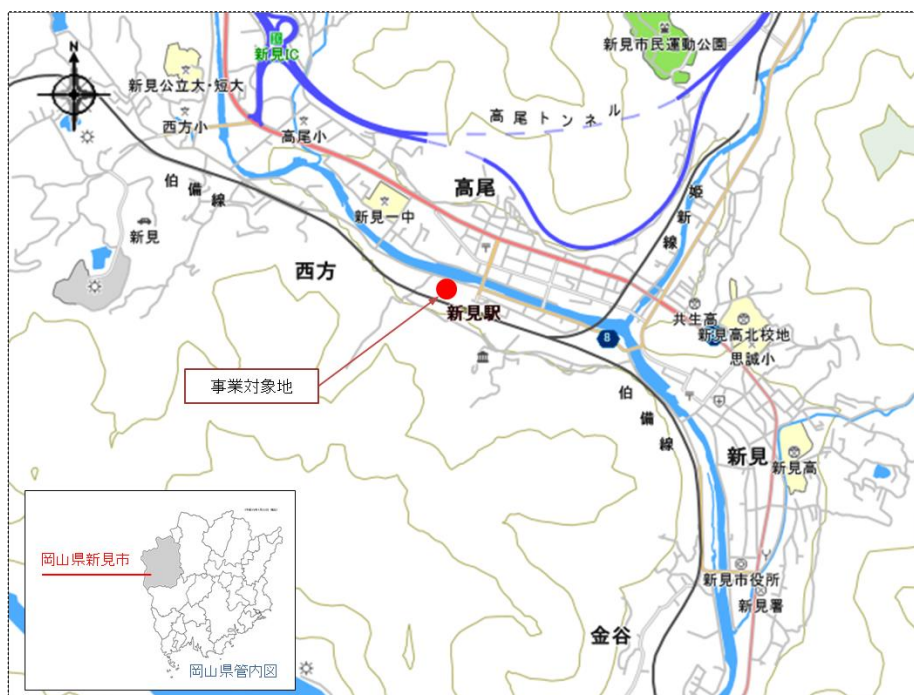 N
新見IC
新見市民運動公園
新見公立大・短大
西方小
高尾小
高尾トンネル
伯備線
高尾
姫新線
新見一中
新見
西方
新見駅
共生高
8
新見高北校地
思誠小
事業対象地
伯備線
新見
新見高
岡山県新見市
新見市役所
新見署
金谷
岡山県管内図